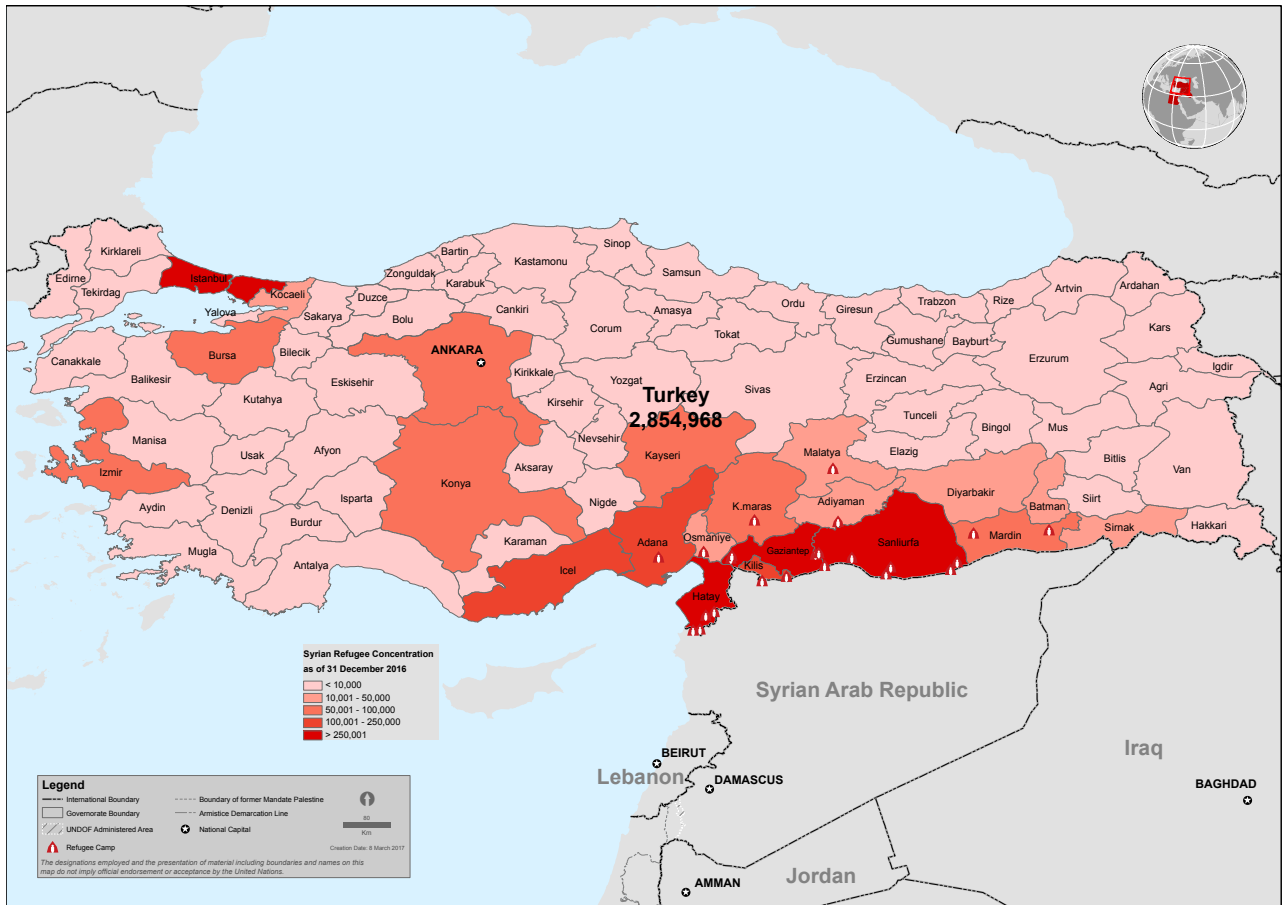 Kirklareli
Edirne
Tekirdag
Istanbul
Kocaeli
Yalova
Sakarya
Duzce
Zonguldak
Bartin
Karabuk
Kastamonu
Sinop
Samsun
Bolu
Cankiri
Corum
Amasya
Tokat
Ordu
Giresun
Trabzon
Rize
Artvin
Ardahan
Kars
Gumushane
Bayburt
Erzurum
Igdir
Agri
Canakkale
Balikesir
Bursa
Bilecik
Eskisehir
ANKARA
Kirikkale
Yozgat
Sivas
Erzincan
Turkey
2,854,968
Kutahya
Kirsehir
Tunceli
Bingol
Mus
Manisa
Usak
Afyon
Nevsehir
Kayseri
Malatya
Elazig
Bitlis
Van
Izmir
Konya
Aksaray
Diyarbakir
Batman
Siirt
Aydin
Denizli
Isparta
Nigde
K.maras
Adiyaman
Burdur
Karaman
Adana
Osmaniye
Gaziantep
Sanliurfa
Mardin
Sirnak
Hakkari
Mugla
Antalya
Icel
Kilis
Hatay
Syrian Refugee Concentration
as of 31 December 2016
< 10,000
10,001 - 50,000
50,001 - 100,000
100,001 - 250,000
> 250,001
Syrian Arab Republic
Iraq
BEIRUT
Lebanon
DAMASCUS
BAGHDAD
AMMAN
Jordan
Legend
International Boundary
Boundary of former Mandate Palestine
Governorate Boundary
Armistice Demarcation Line
UNDOF Administered Area
National Capital
80
Km
Refugee Camp
Creation Date: 8 March 2017
The designations employed and the presentation of material including boundaries and names on this
map do not imply official endorsement or acceptance by the United Nations.